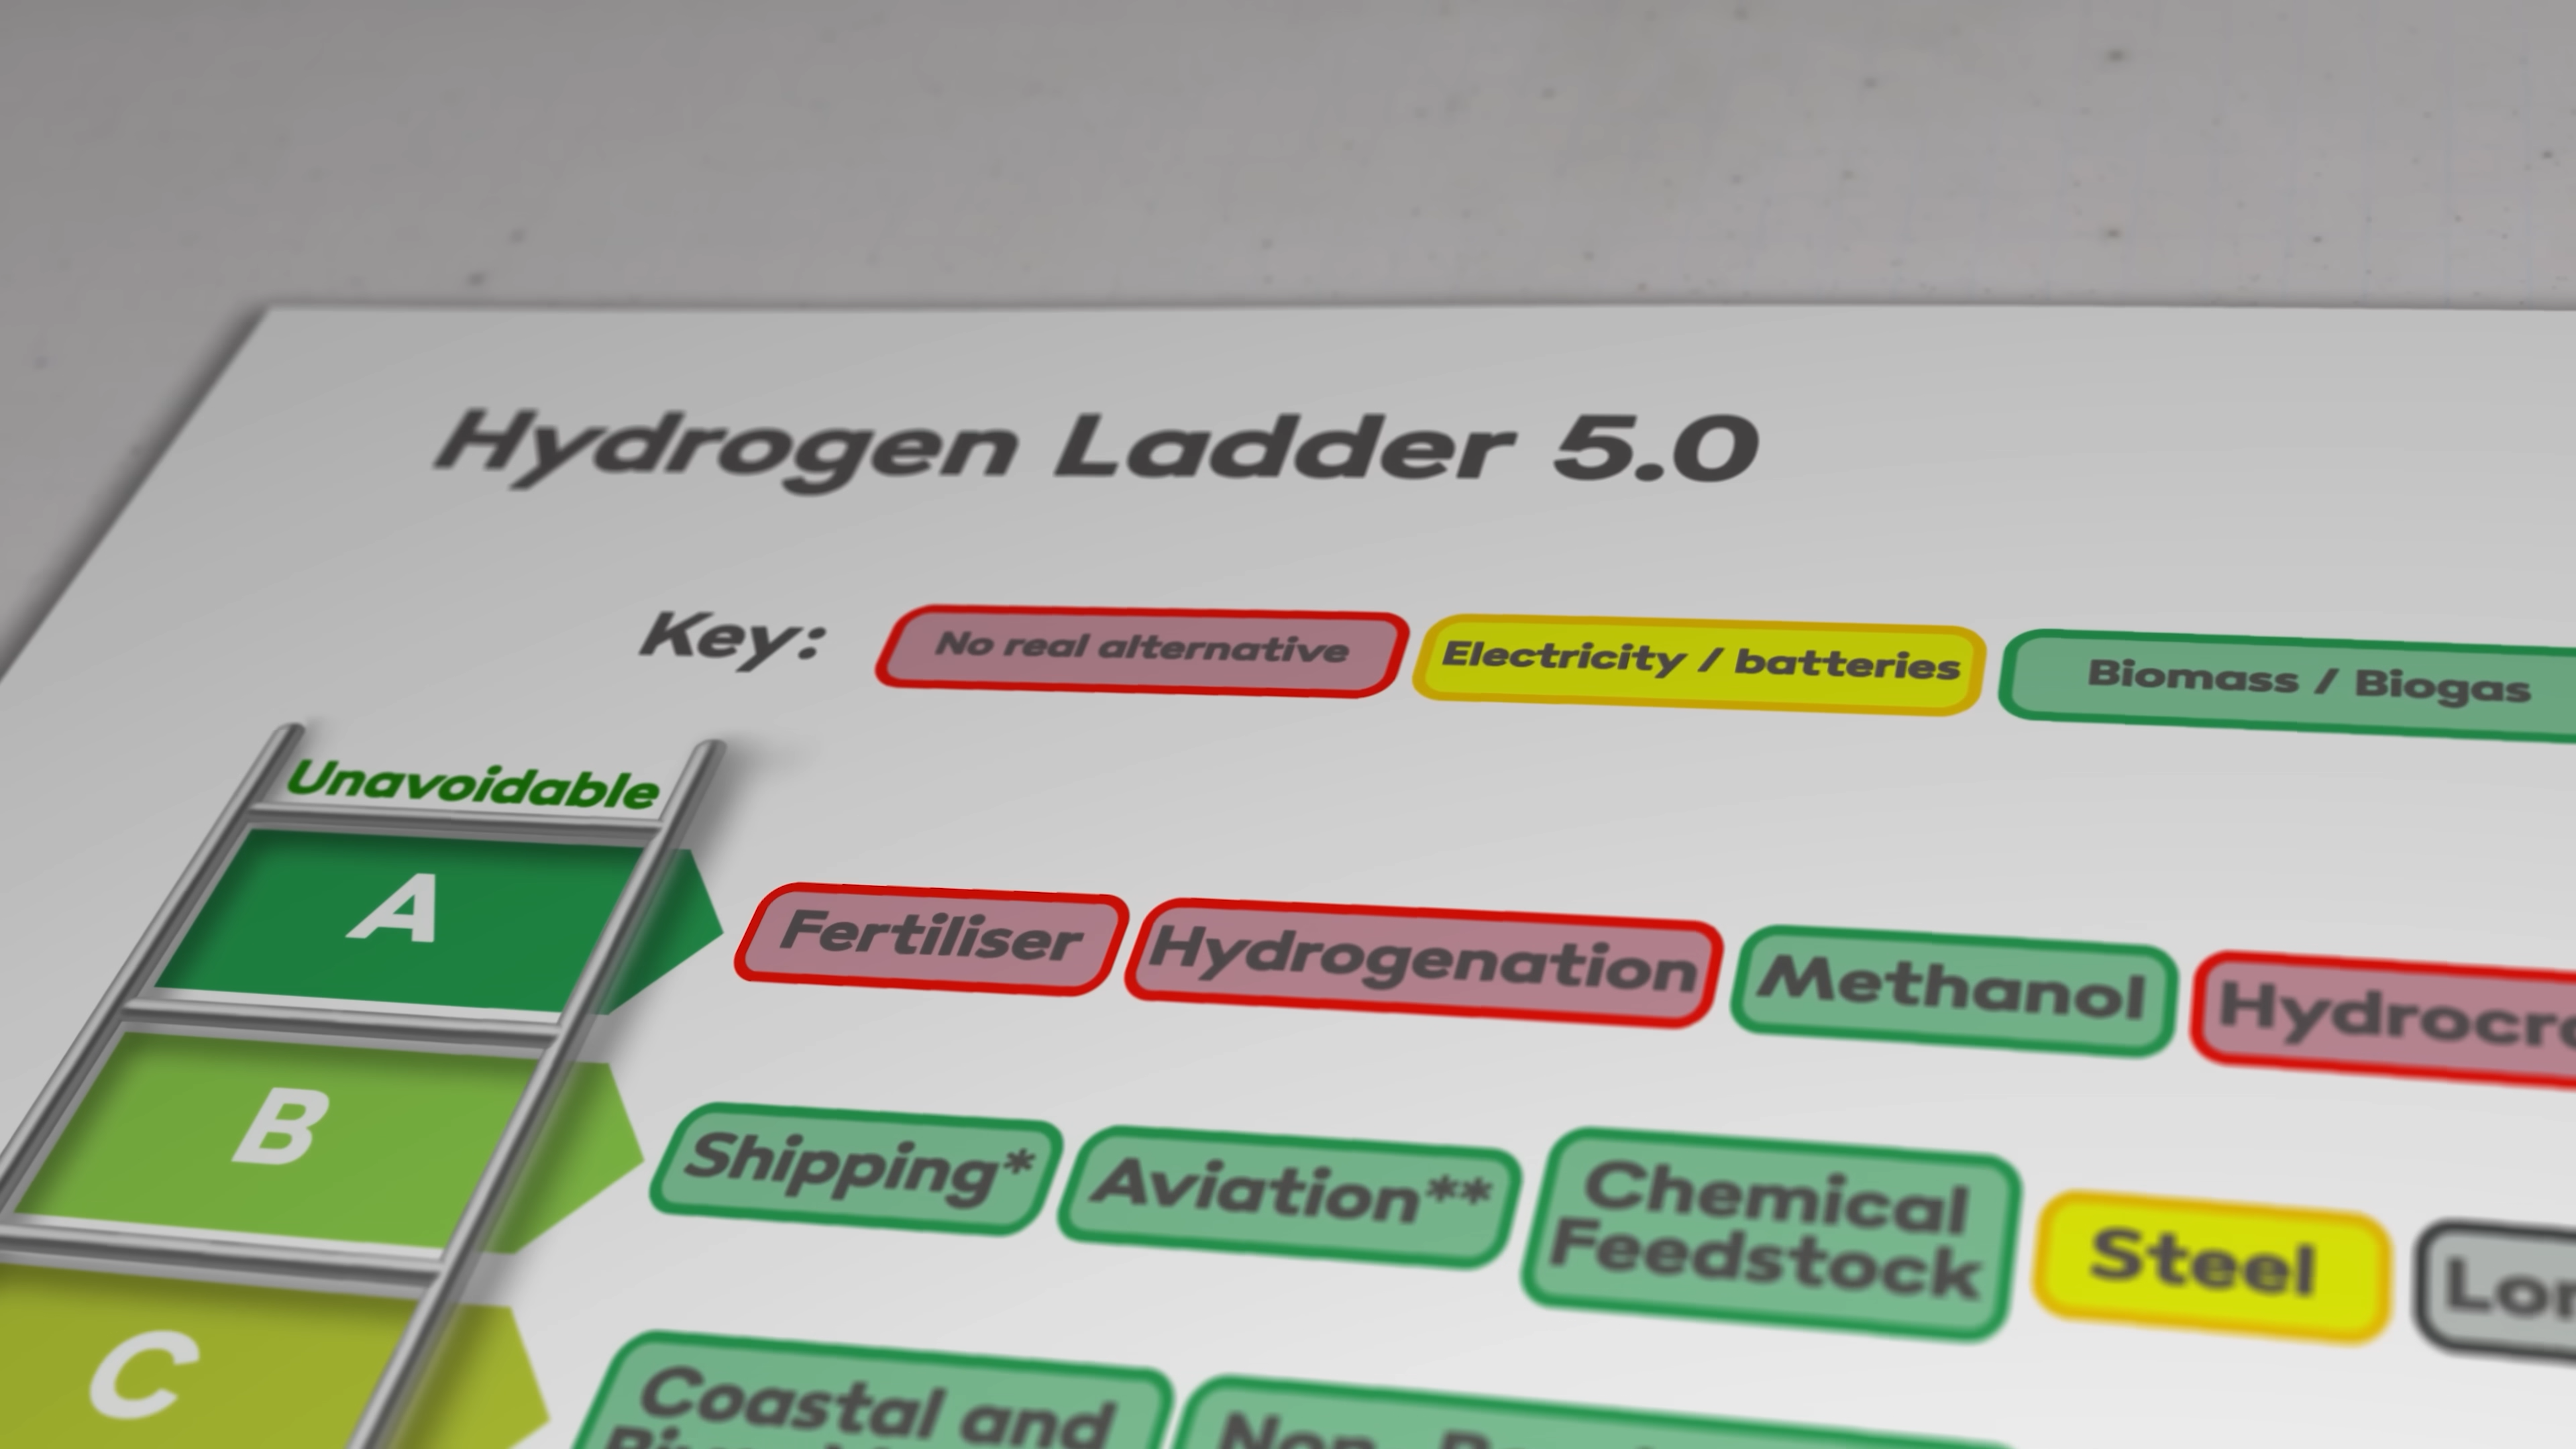 Hydrogen Ladder 5.0
Key: No real alternative Electricity / batteries Biomass / Biogas
Unavoidable
A Fertiliser Hydrogenation Methanol
B Shipping* Aviation** Chemical
Feedstock Steel
C Coastal and